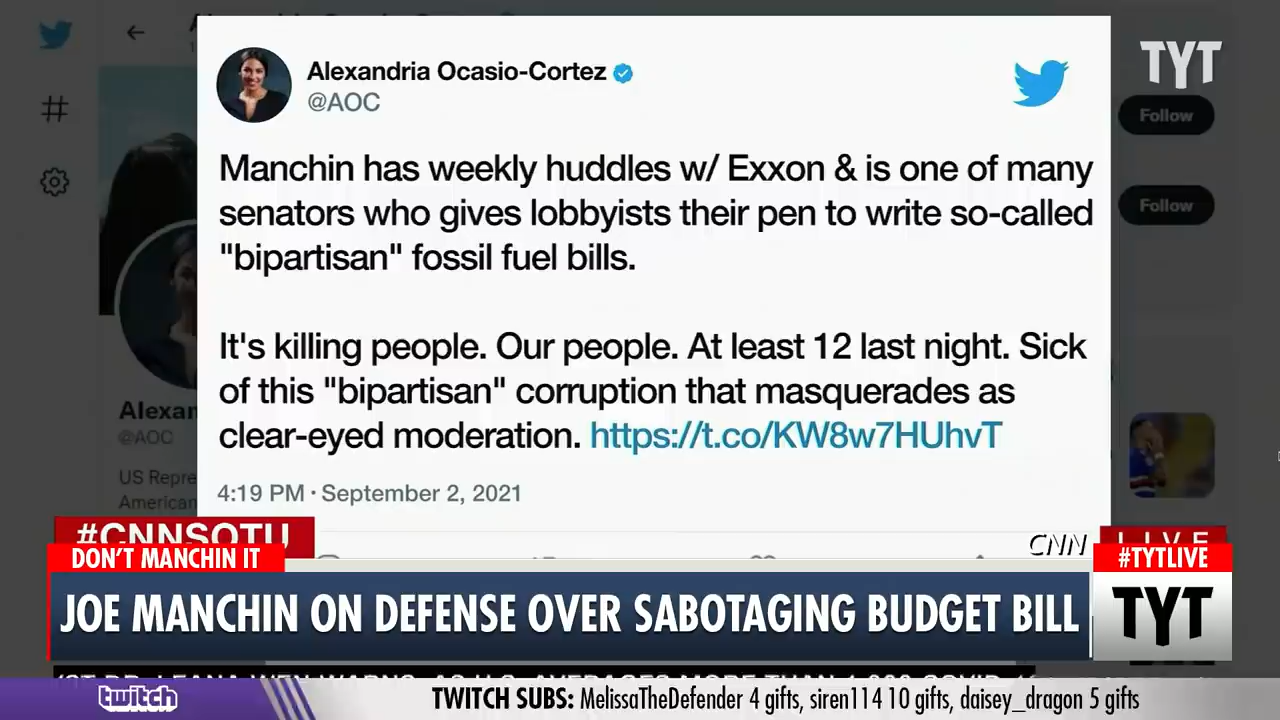 TYT
Alexandria Ocasio-Cortez
@AOC
Follow
Manchin has weekly huddles w/ Exxon & is one of many
senators who gives lobbyists their pen to write so-called
"bipartisan" fossil fuel bills.
Follow
It's killing people. Our people. At least 12 last night. Sick
of this "bipartisan" corruption that masquerades as
clear-eyed moderation. https://t.co/KW8w7HUhvT
Alexan
@AOC
US Repre
American
4:19 PM · September 2, 2021
#CNNSOTU
CNN
LIVE
DON'T MANCHIN IT
#TYTLIVE
JOE MANCHIN ON DEFENSE OVER SABOTAGING BUDGET BILL
TYT
twitch
TWITCH SUBS: MelissaTheDefender 4 gifts, siren114 10 gifts, daisey_dragon 5 gifts